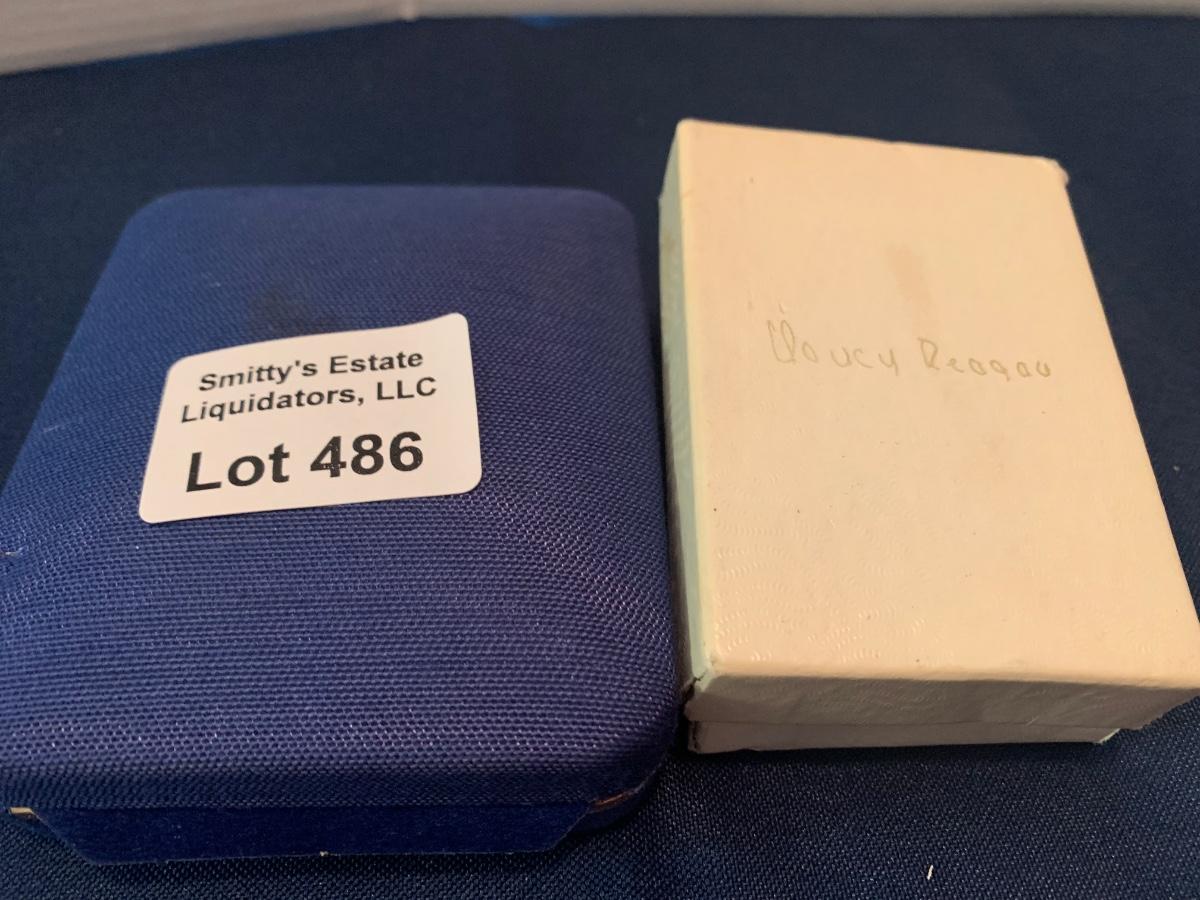 Smitty's Estate
Liquidators, LLC
Lot 486
Nancy Reagan